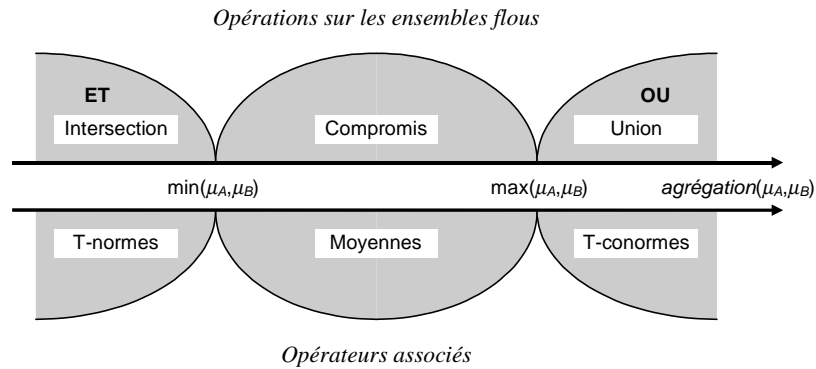 Opérations sur les ensembles flous
ET
OU
Intersection
Compromis
Union
min(μA,μB)
max(μA,μB)
agrégation(μA,μB)
T-normes
Moyennes
T-conormes
Opérateurs associés